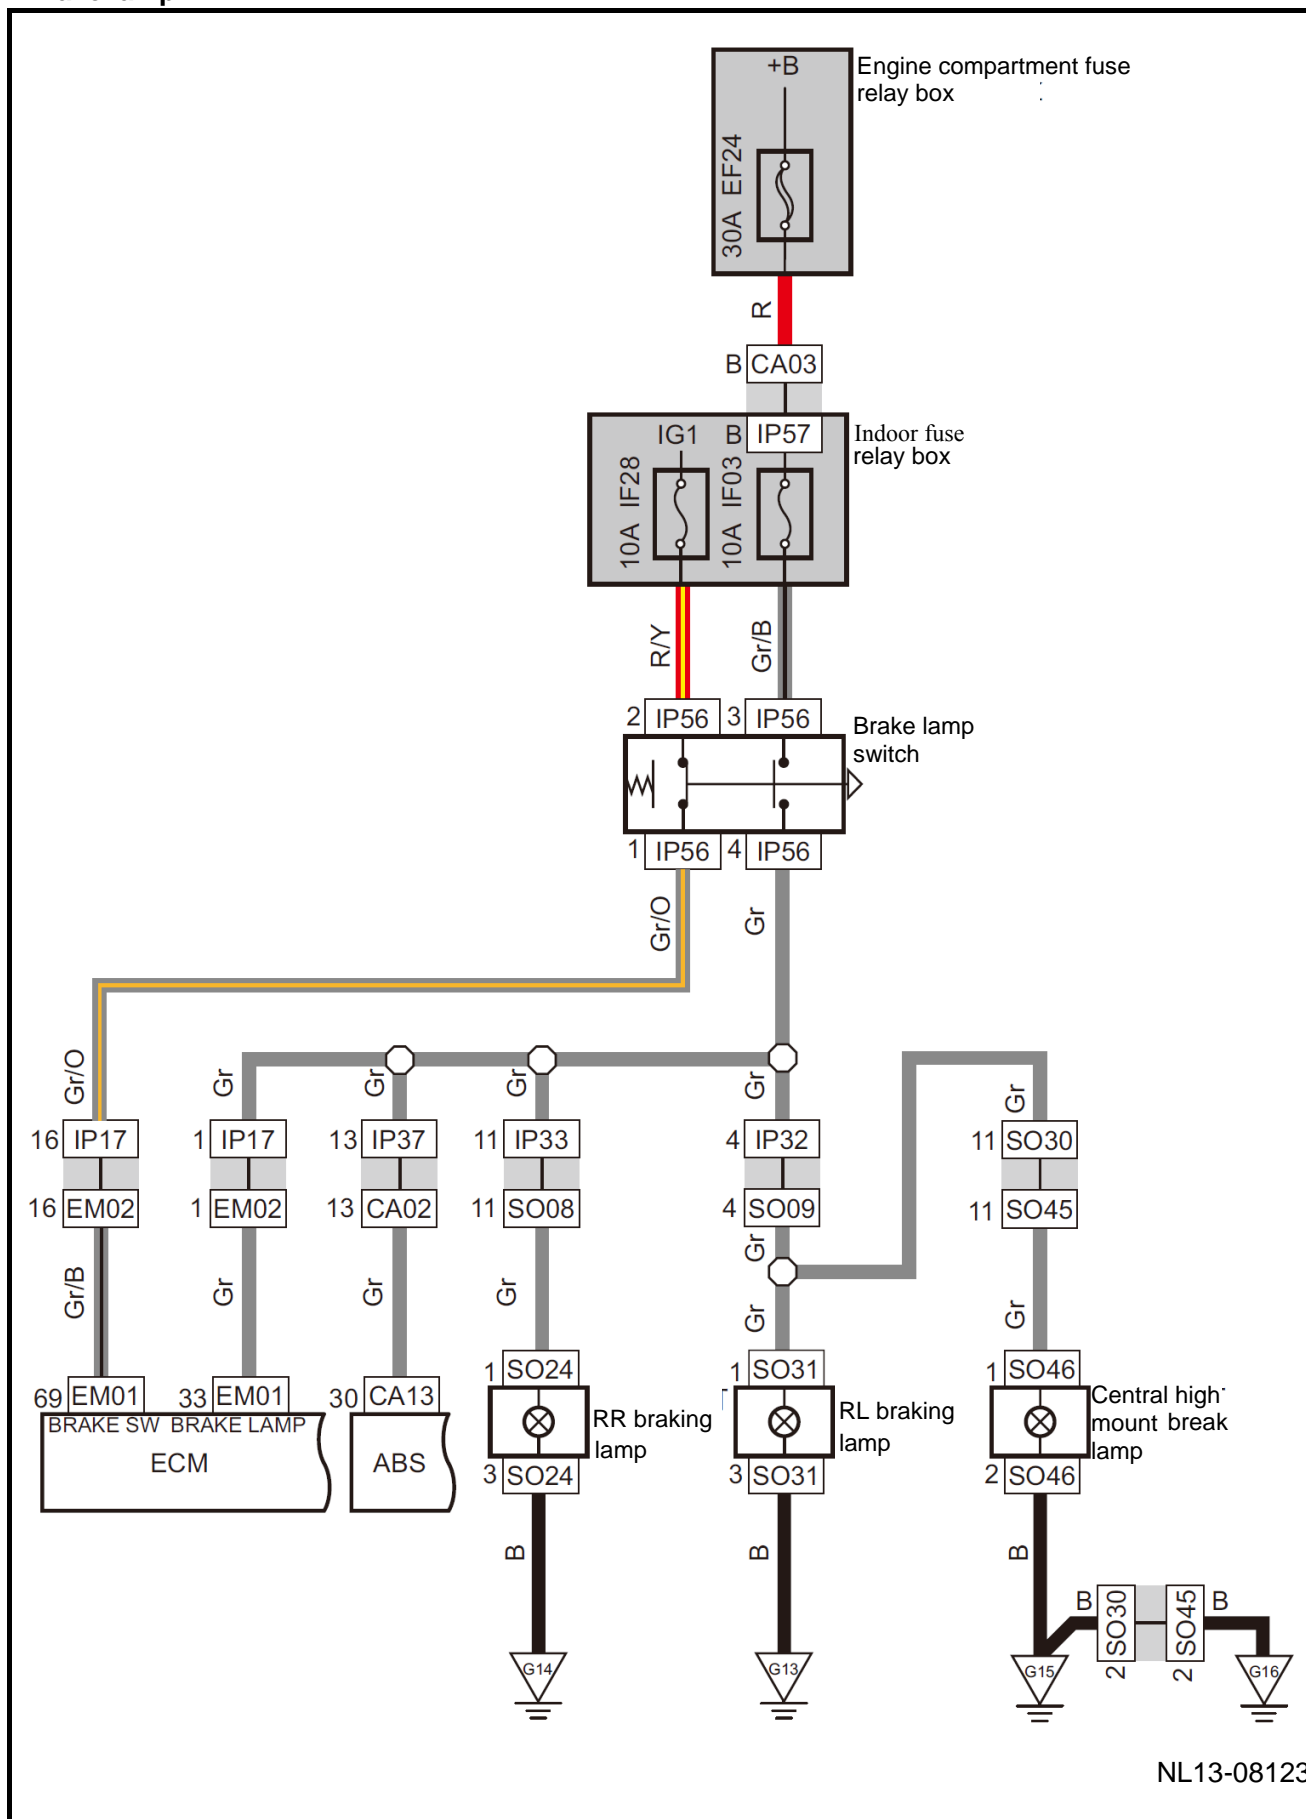 +B
Engine compartment fuse
relay box
30A EF24
R
B CA03
IG1 B IP57
Indoor fuse
relay box
10A IF28
10A IF03
R/Y
Gr/B
2 IP56 3 IP56
Brake lamp
switch
1 IP56 4 IP56
Gr/O
Gr
Gr/O
Gr
Gr
Gr
Gr
Gr
16 IP17
1 IP17
13 IP37
11 IP33
4 IP32
11 SO30
16 EM02
1 EM02
13 CA02
11 SO08
4 SO09
11 SO45
Gr
Gr/B
Gr
Gr
Gr
Gr
Gr
69 EM01
33 EM01
30 CA13
1 SO24
1 SO31
1 SO46
BRAKE SW BRAKE LAMP
ECM
ABS
RR braking
lamp
RL braking
lamp
Central high
mount break
lamp
3 SO24
3 SO31
2 SO46
B
B
B
B SO30 2
SO45 B 2
G14
G13
G15
G16
NL13-08123